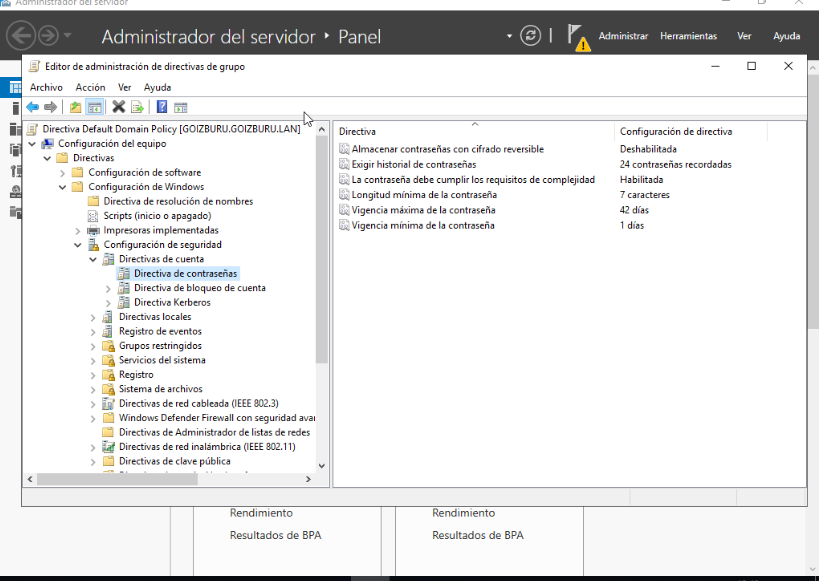 Administrador del servidor
Administrador del servidor ‣ Panel
Administrar Herramientas Ver Ayuda
Editor de administración de directivas de grupo
Archivo Acción Ver Ayuda
Directiva Default Domain Policy [GOIZBURU.GOIZBURU.LAN]
Configuración del equipo
Directivas
Configuración de software
Configuración de Windows
Directiva de resolución de nombres
Scripts (inicio o apagado)
Impresoras implementadas
Configuración de seguridad
Directivas de cuenta
Directiva de contraseñas
Directiva de bloqueo de cuenta
Directiva Kerberos
Directivas locales
Registro de eventos
Grupos restringidos
Servicios del sistema
Registro
Sistema de archivos
Directivas de red cableada (IEEE 802.3)
Windows Defender Firewall con seguridad ava
Directivas de Administrador de listas de redes
Directivas de red inalámbrica (IEEE 802.11)
Directivas de clave pública
Directiva Configuración de directiva
Almacenar contraseñas con cifrado reversible Deshabilitada
Exigir historial de contraseñas 24 contraseñas recordadas
La contraseña debe cumplir los requisitos de complejidad Habilitada
Longitud mínima de la contraseña 7 caracteres
Vigencia máxima de la contraseña 42 días
Vigencia mínima de la contraseña 1 días
Rendimiento Rendimiento
Resultados de BPA Resultados de BPA